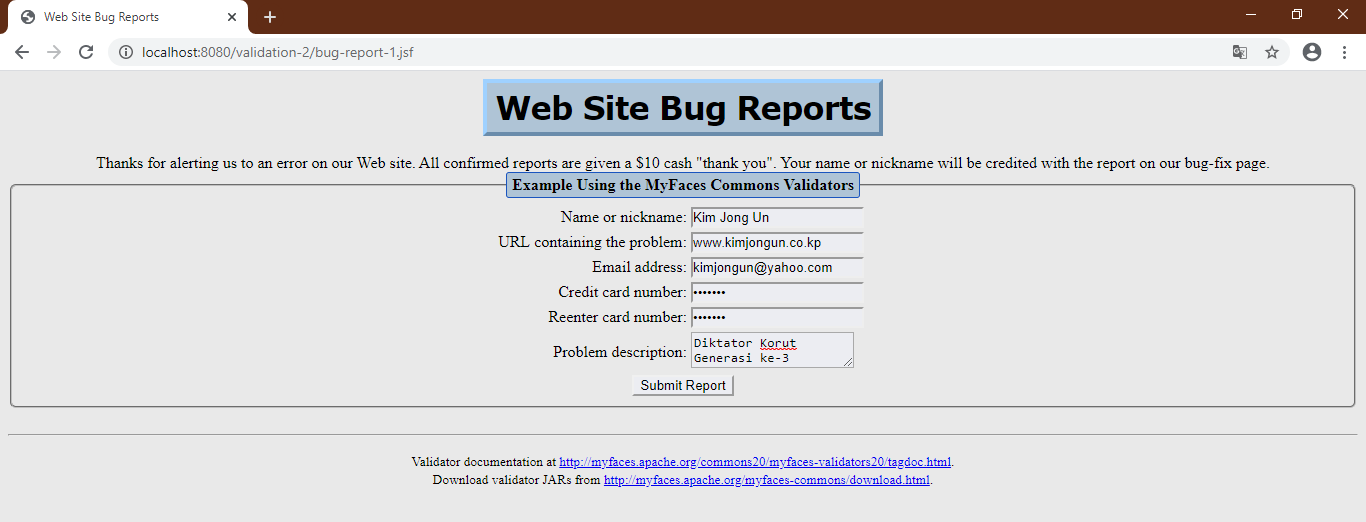 Web Site Bug Reports
localhost:8080/validation-2/bug-report-1.jsf
Web Site Bug Reports
Thanks for alerting us to an error on our Web site. All confirmed reports are given a $10 cash "thank you". Your name or nickname will be credited with the report on our bug-fix page.
Example Using the MyFaces Commons Validators
Name or nickname: Kim Jong Un
URL containing the problem: www.kimjongun.co.kp
Email address: kimjongun@yahoo.com
Credit card number: •••••••
Reenter card number: •••••••
Problem description: Diktator Korut
Generasi ke-3
Submit Report
Validator documentation at http://myfaces.apache.org/commons20/myfaces-validators20/tagdoc.html.
Download validator JARs from http://myfaces.apache.org/myfaces-commons/download.html.